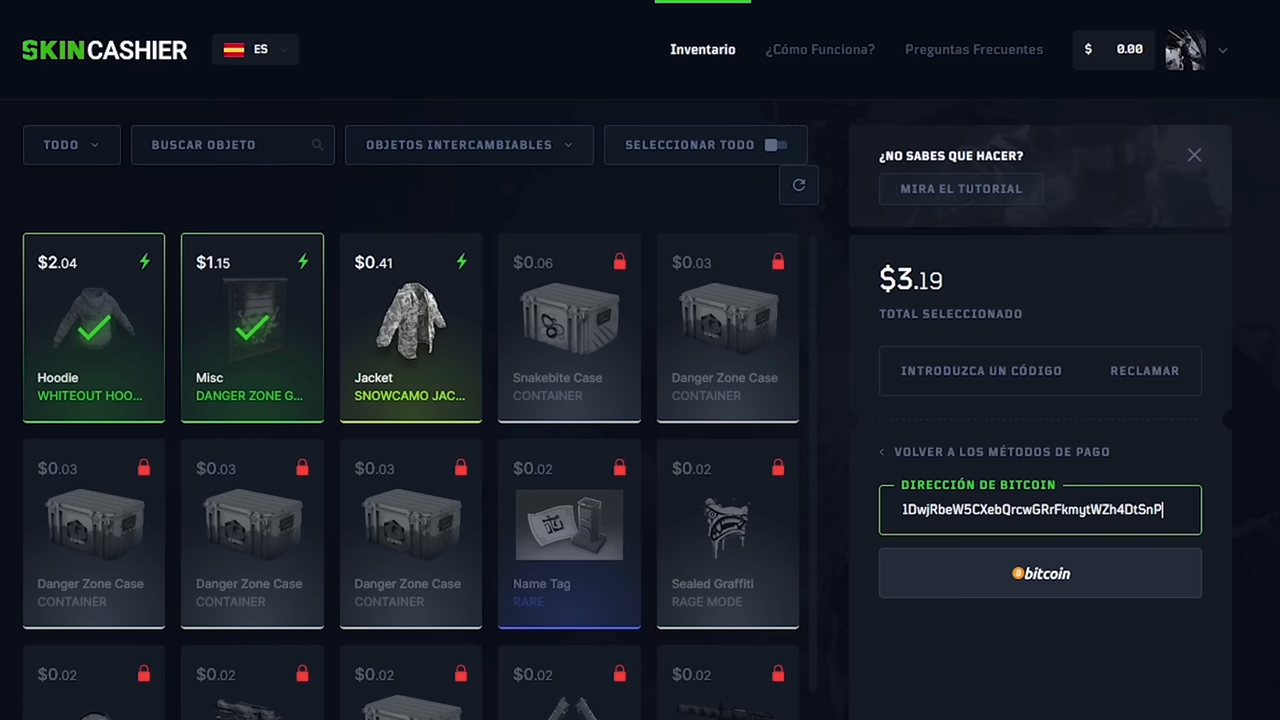 SKINCASHIER
ES
Inventario
¿Cómo Funciona?
Preguntas Frecuentes
$ 0.00
TODO
BUSCAR OBJETO
OBJETOS INTERCAMBIABLES
SELECCIONAR TODO
¿NO SABES QUE HACER?
MIRA EL TUTORIAL
$2.04
Hoodie
WHITEOUT HOO...
$1.15
Misc
DANGER ZONE G...
$0.41
Jacket
SNOWCAMO JAC...
$0.06
Snakebite Case
CONTAINER
$0.03
Danger Zone Case
CONTAINER
$0.03
Danger Zone Case
CONTAINER
$0.03
Danger Zone Case
CONTAINER
$0.03
Danger Zone Case
CONTAINER
$0.02
Name Tag
RARE
$0.02
Sealed Graffiti
RAGE MODE
$0.02
$0.02
$0.02
$0.02
$0.02
$3.19
TOTAL SELECCIONADO
INTRODUZCA UN CÓDIGO
RECLAMAR
VOLVER A LOS MÉTODOS DE PAGO
DIRECCIÓN DE BITCOIN
1DwjRbeW5CXebQrcwGRrFkmytWZh4DtSnP
bitcoin